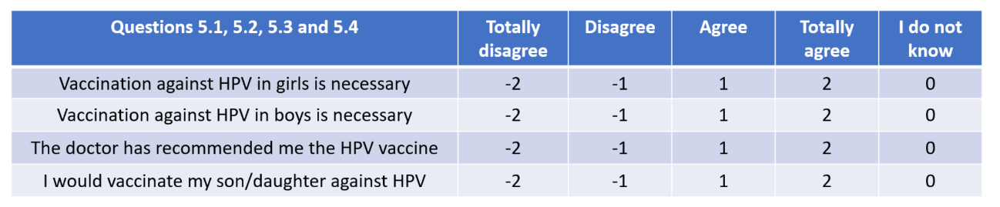 Questions 5.1, 5.2, 5.3 and 5.4 Totally disagree Disagree Agree Totally agree I do not know
Vaccination against HPV in girls is necessary -2 -1 1 2 0
Vaccination against HPV in boys is necessary -2 -1 1 2 0
The doctor has recommended me the HPV vaccine -2 -1 1 2 0
I would vaccinate my son/daughter against HPV -2 -1 1 2 0